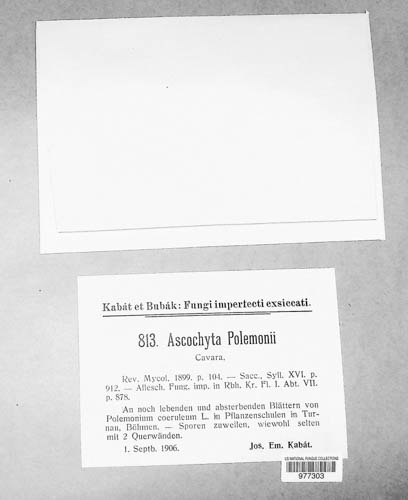 Kabát et Bubák: Fungi imperfecti exsiccati.
813. Ascochyta Polemonii
Cavara.
Rev. Mycol. 1899. p. 104. — Sacc., Syll. XVI. p.
912. — Allesch. Fung. imp. in Rbh. Kr. Fl. I. Abt. VII.
p. 878.
An noch lebenden und absterbenden Blättern von
Polemonium coeruleum L. in Pflanzenschulen in Tur-
nau, Böhmen. — Sporen zuweilen, wiewohl selten
mit 2 Querwänden.
1. Septb. 1906. Jos. Em. Kabát.
US NATIONAL FUNGUS COLLECTIONS
977303